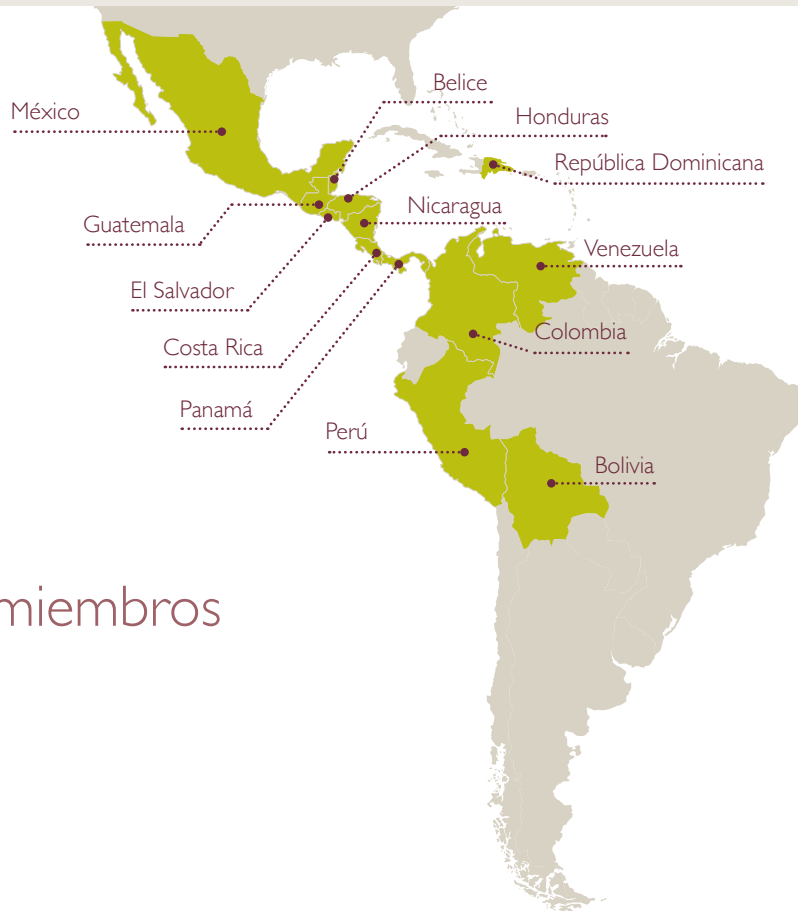 Belice
México
Honduras
República Dominicana
Nicaragua
Guatemala
Venezuela
El Salvador
Colombia
Costa Rica
Panamá
Perú
Bolivia
miembros